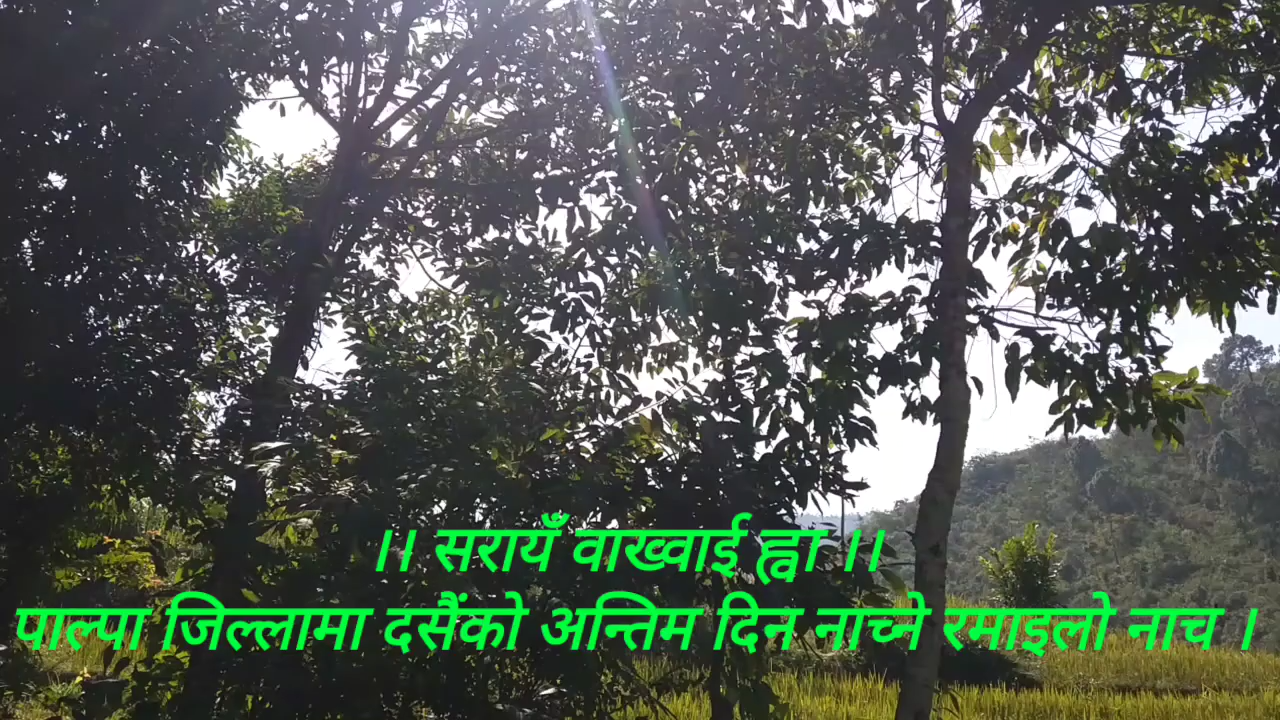 ।। सरायँ वाख्वाई ह्वा ।।
पाल्पा जिल्लामा दसैंको अन्तिम दिन नाच्ने रमाइलो नाच ।